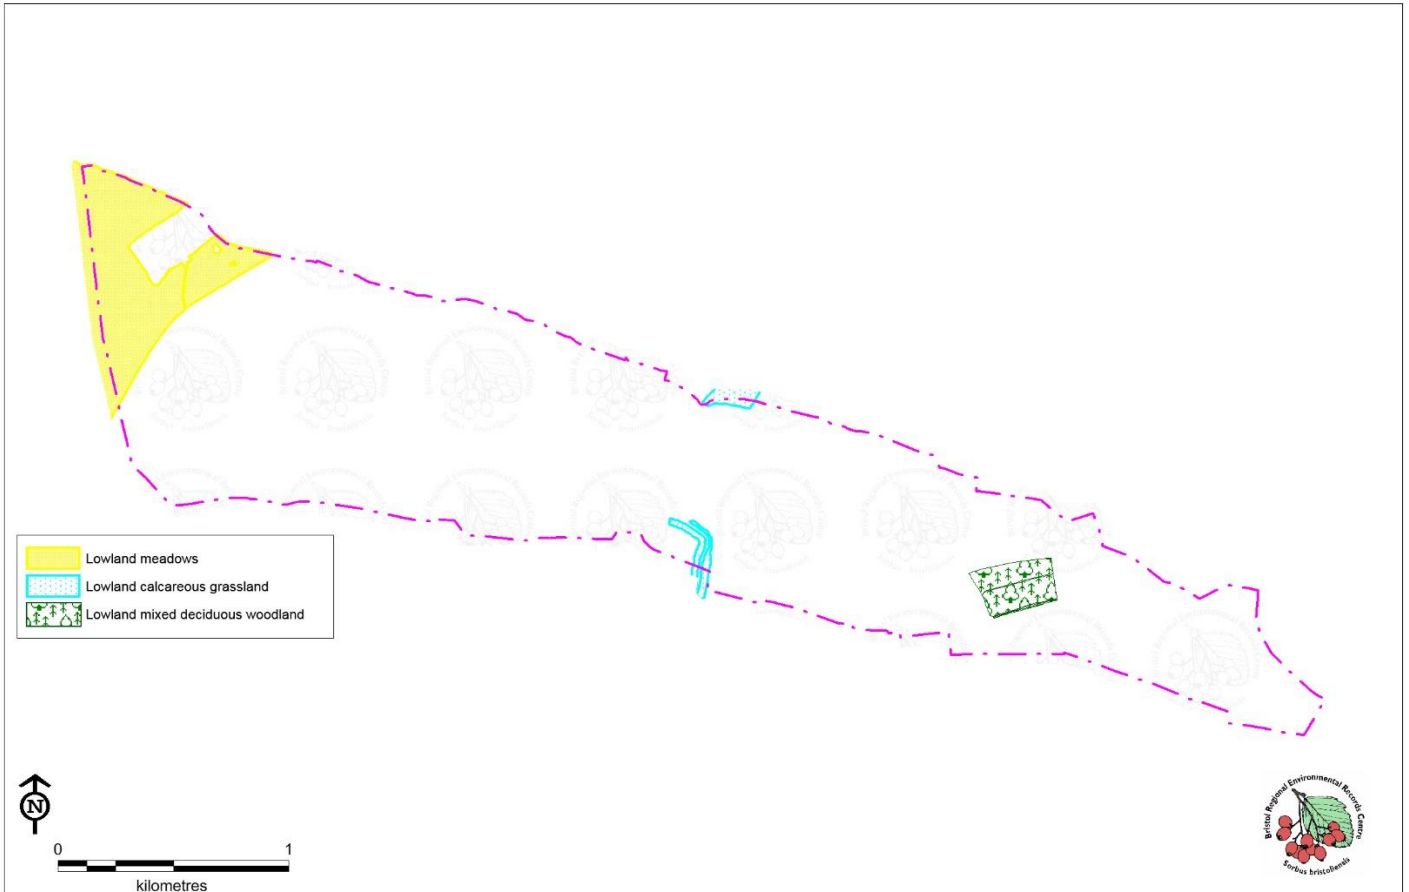 Lowland meadows
Lowland calcareous grassland
Lowland mixed deciduous woodland
N
0 1
kilometres
Bristol Regional Environmental Records Centre
Sorbus bristoliensis